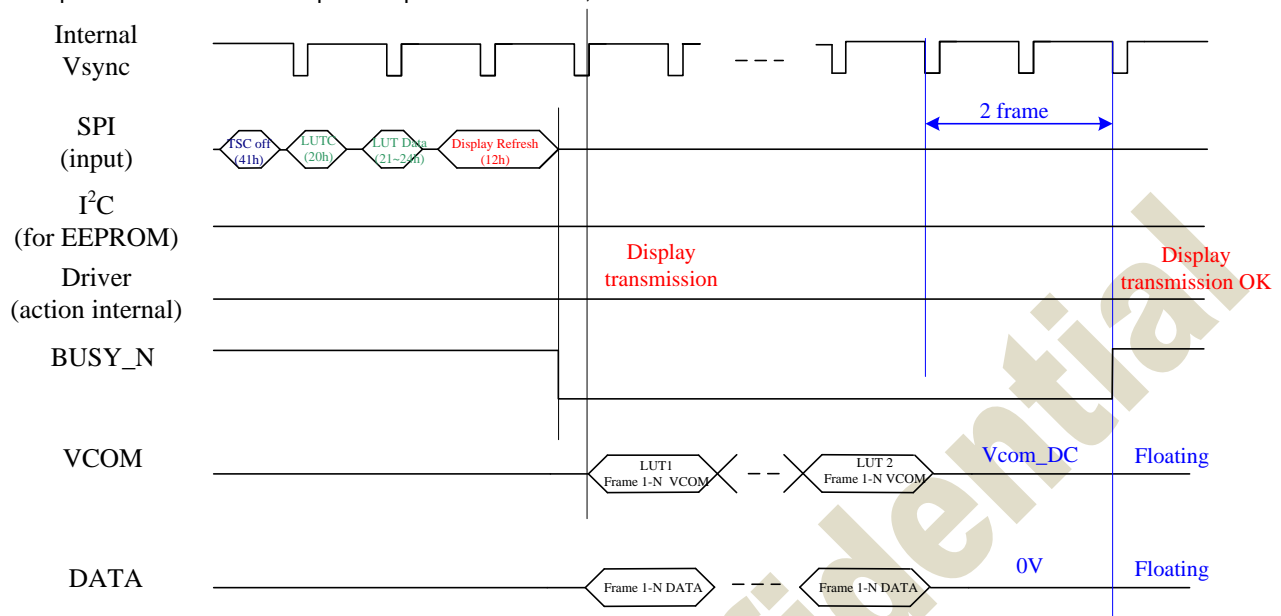 Internal
Vsync
2 frame
SPI
(input)
TSC off
(41h)
LUTC
(20h)
LUT Data
(21~24h)
Display Refresh
(12h)
I²C
(for EEPROM)
Display
transmission
Display
transmission OK
Driver
(action internal)
BUSY_N
VCOM
LUT1
Frame 1-N VCOM
LUT 2
Frame 1-N VCOM
Vcom_DC
Floating
DATA
Frame 1-N DATA
Frame 1-N DATA
0V
Floating
fidential